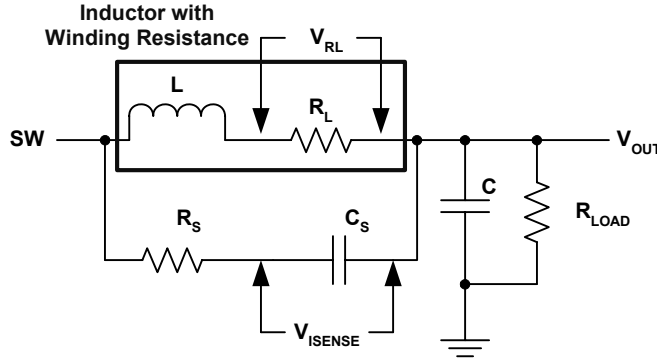 Inductor with
Winding Resistance
V_RL
L
R_L
SW
V_OUT
R_S
C_S
C
R_LOAD
V_ISENSE